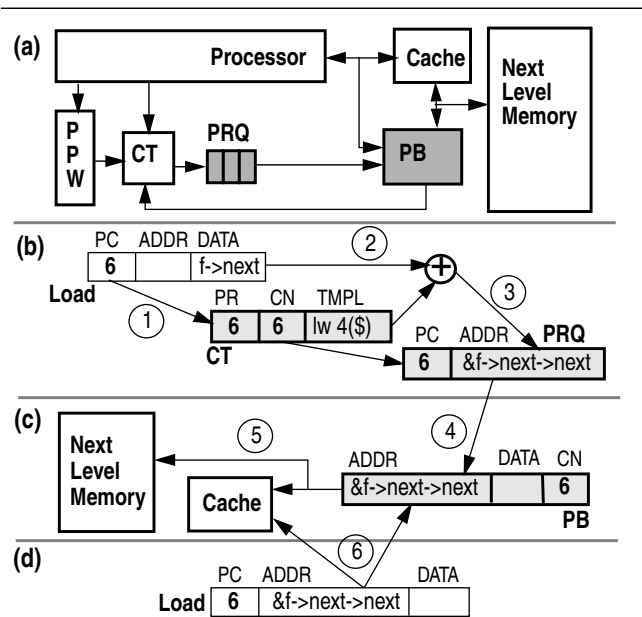 (a)
Processor
Cache
Next
Level
Memory
P
P
W
CT
PRQ
PB
(b)
PC ADDR DATA
6 f->next
Load
2
1
+
3
PR CN TMPL
6 6 lw 4($)
CT
PC ADDR PRQ
6 &f->next->next
(c)
4
5
Next
Level
Memory
Cache
ADDR DATA CN
&f->next->next 6
PB
6
(d)
PC ADDR DATA
Load 6 &f->next->next